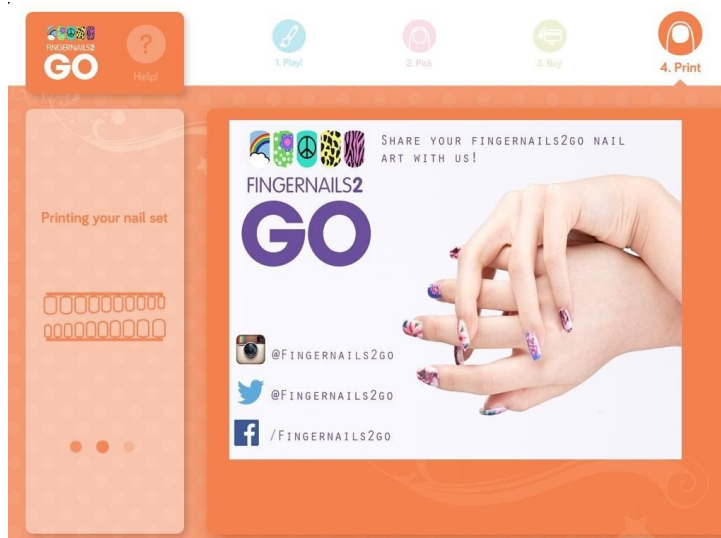 FINGERNAILS2
GO
?
Help!
1. Play!
2. Pick
3. Buy
4. Print
Printing your nail set
FINGERNAILS2
GO
SHARE YOUR FINGERNAILS2GO NAIL
ART WITH US!
@FINGERNAILS2GO
@FINGERNAILS2GO
/FINGERNAILS2GO